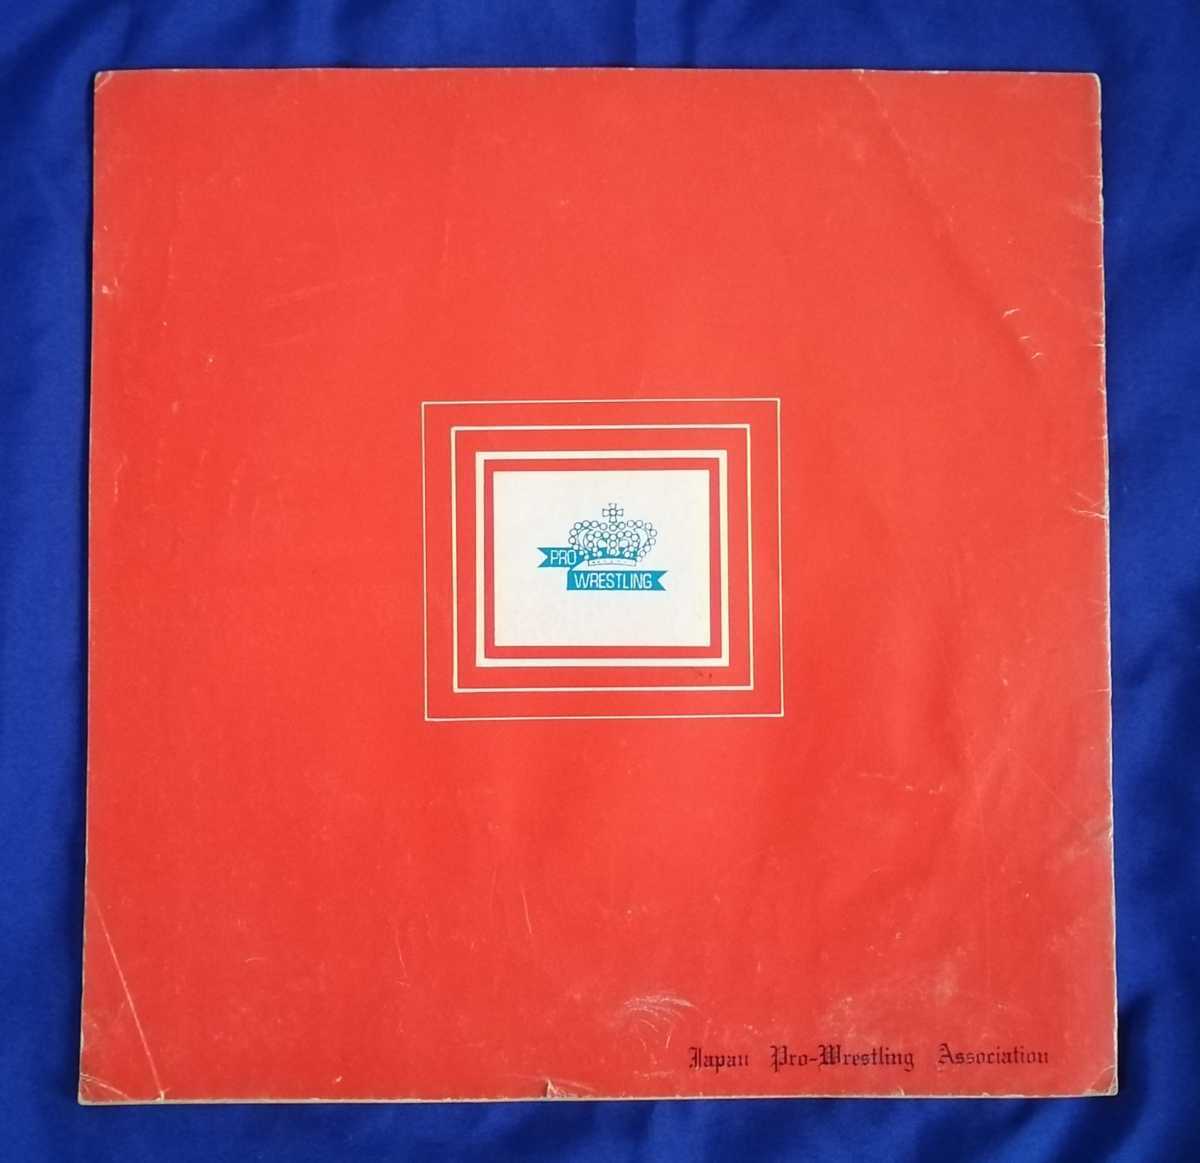 PRO
WRESTLING
Japan Pro-Wrestling Association